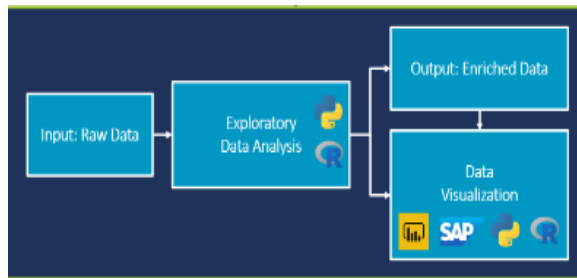 Input: Raw Data
Exploratory
Data Analysis
R
Output: Enriched Data
Data
Visualization
SAP
R